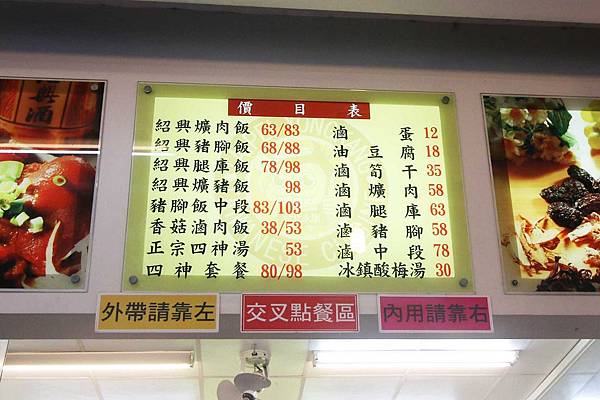 興
酒
價目表
紹興爌肉飯 63/83
紹興豬腳飯 68/88
紹興腿庫飯 78/98
紹興爌豬飯 98
豬腳飯中段 83/103
香菇滷肉飯 38/53
正宗四神湯 53
四神套餐 80/98
滷蛋 12
油豆腐 18
滷筍干 35
滷爌肉 58
滷腿庫 63
滷豬腳 58
滷中段 78
冰鎮酸梅湯 30
外帶請靠左
交叉點餐區
內用請靠右